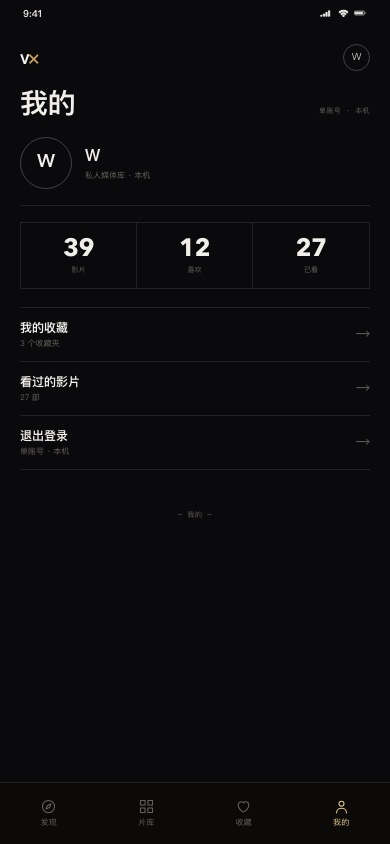 9:41
VX
W
我的
单账号 · 本机
W
W
私人媒体库 · 本机
39
影片
12
喜欢
27
已看
我的收藏
3 个收藏夹
看过的影片
27 部
退出登录
单账号 · 本机
— 我的 —
发现
片库
收藏
我的